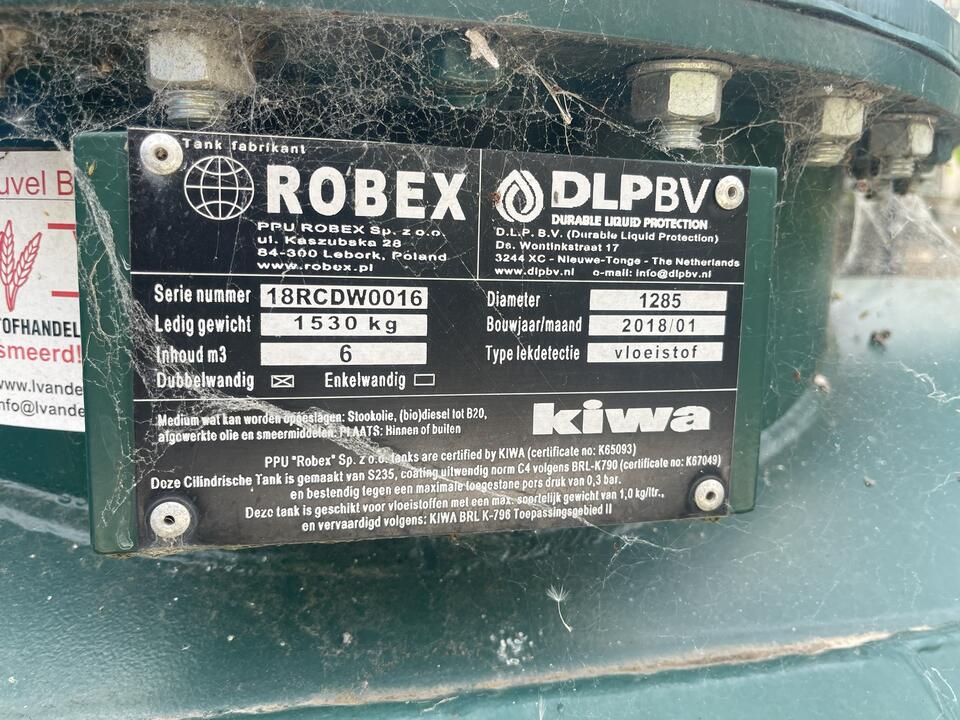 uvel B
TOFHANDEL
smeerd!
www.lvande
nfo@lvande
Tank fabrikant
ROBEX
PPU ROBEX Sp. z o.o.
ul. Kaszubska 28
84-300 Lebork, Poland
www.robex.pl
DLPBV
DURABLE LIQUID PROTECTION
D.L.P. B.V. (Durable Liquid Protection)
Ds. Wontinkstraat 17
3244 XC - Nieuwe-Tonge - The Netherlands
www.dlpbv.nl e-mail: info@dlpbv.nl
Serie nummer 18RCDW0016
Ledig gewicht 1530 kg
Inhoud m3 6
Dubbelwandig Enkelwandig
Diameter 1285
Bouwjaar/maand 2018/01
Type lekdetectie vloeistof
Medium wat kan worden opgeslagen: Stookolie, (bio)diesel tot B20,
afgewerkte olie en smeermiddelen: PLAATS: Binnen of buiten
kiwa
PPU "Robex" Sp. z o.o. tanks are certified by KIWA (certificate no: K65093)
Deze Cilindrische Tank is gemaakt van S235, coating uitwendig norm C4 volgens BRL-K790 (certificate no: K67049)
en bestendig tegen een maximale toegestane pers druk van 0,3 bar.
Deze tank is geschikt voor vloeistoffen met een max. soortelijk gewicht van 1,0 kg/ltr.,
en vervaardigd volgens: KIWA BRL K-796 Toepassingsgebied II